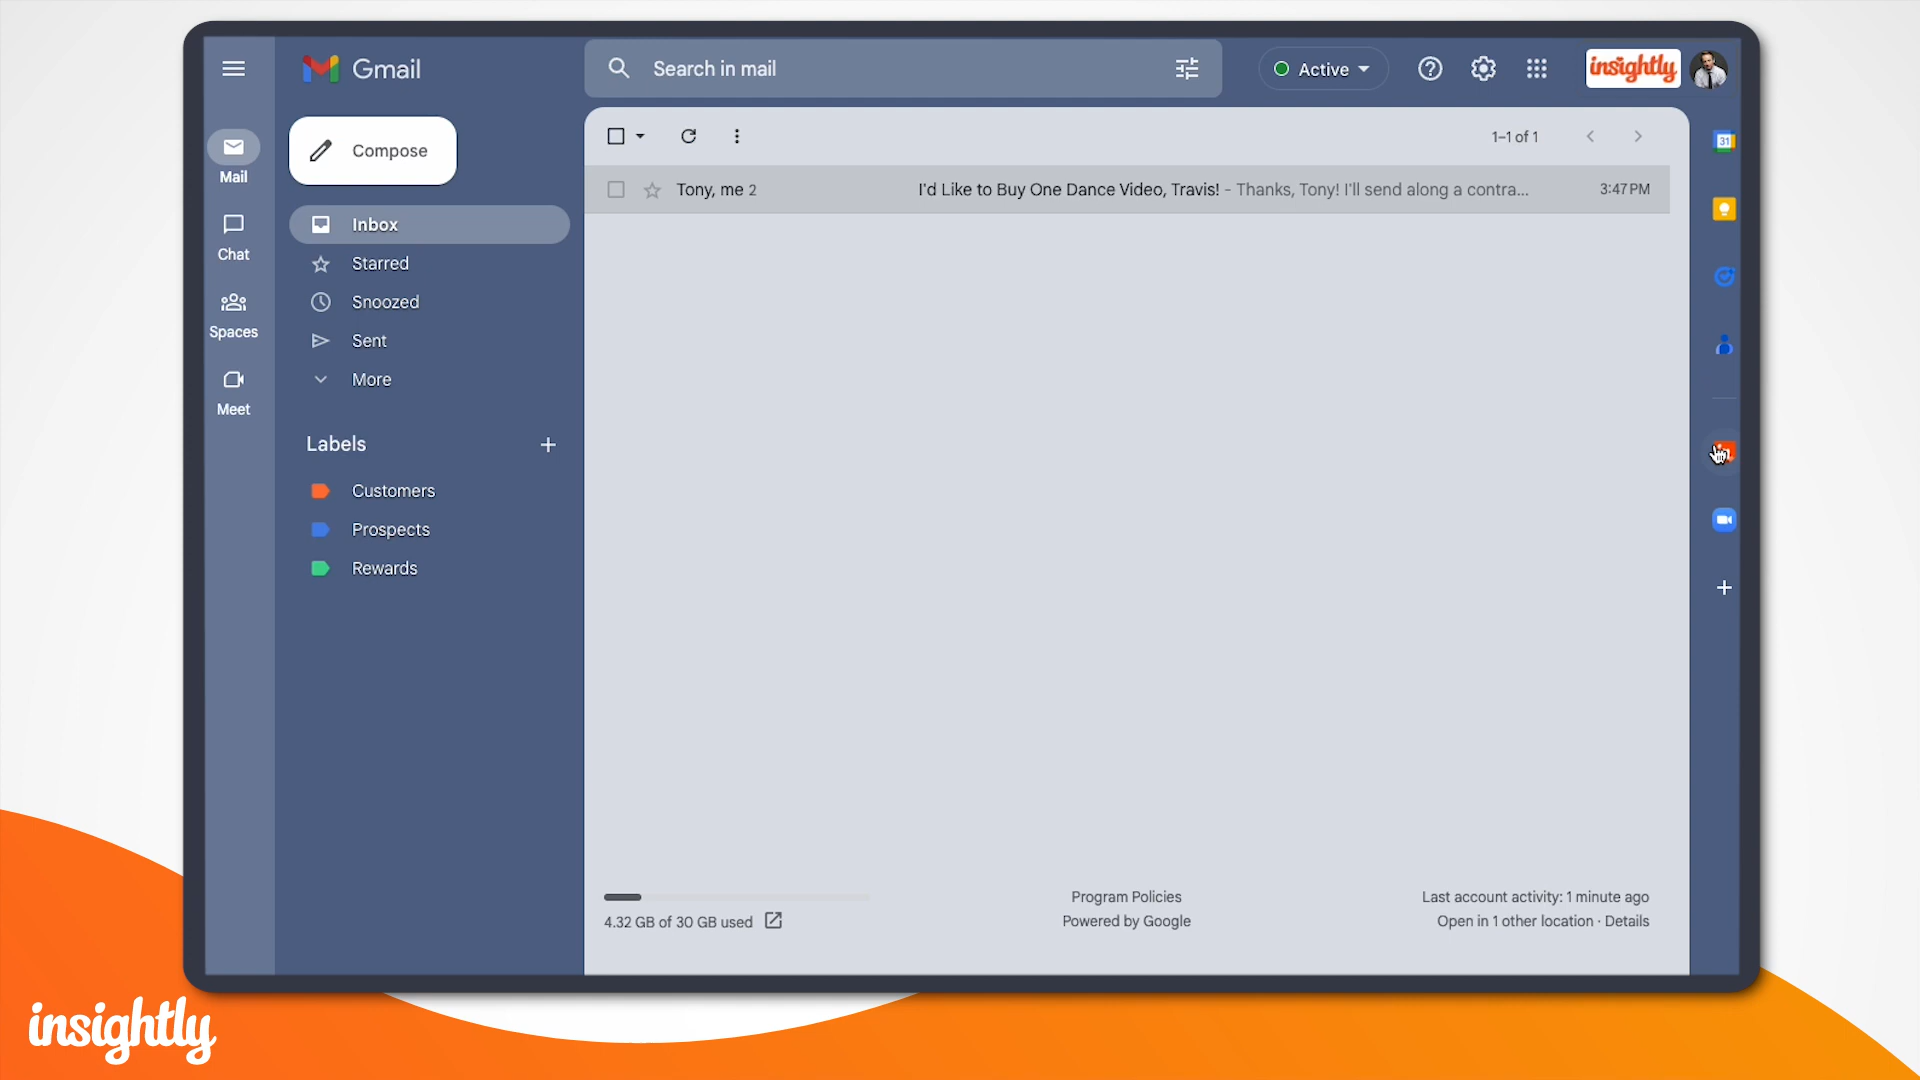 Gmail
Search in mail
Active
insightly
Mail
Compose
1–1 of 1
31
Tony, me 2
I'd Like to Buy One Dance Video, Travis! - Thanks, Tony! I'll send along a contra...
3:47 PM
Inbox
Chat
Starred
Snoozed
Spaces
Sent
More
Meet
Labels
Customers
Prospects
Rewards
4.32 GB of 30 GB used
Program Policies
Powered by Google
Last account activity: 1 minute ago
Open in 1 other location · Details
insightly